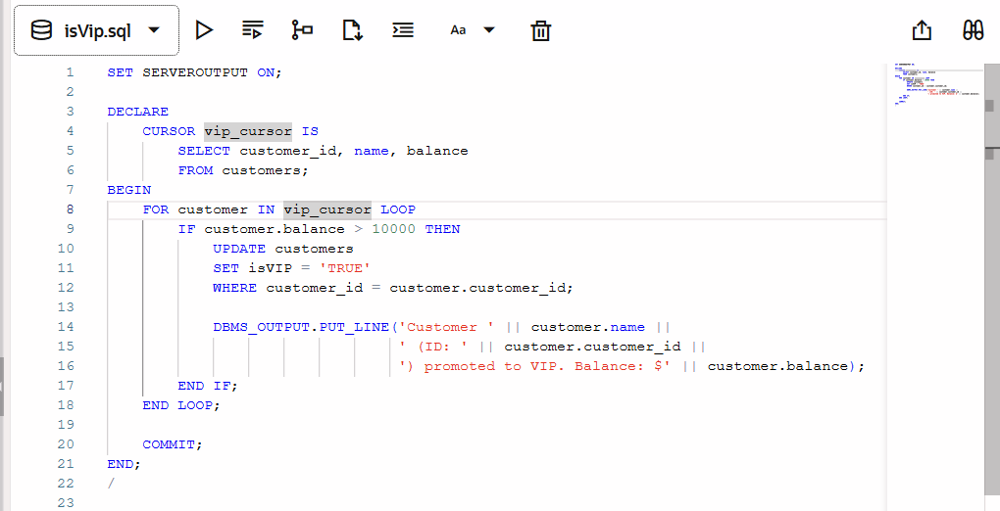 isVip.sql
Aa
1 SET SERVEROUTPUT ON;
2
3 DECLARE
4     CURSOR vip_cursor IS
5         SELECT customer_id, name, balance
6         FROM customers;
7 BEGIN
8     FOR customer IN vip_cursor LOOP
9         IF customer.balance > 10000 THEN
10             UPDATE customers
11             SET isVIP = 'TRUE'
12             WHERE customer_id = customer.customer_id;
13
14             DBMS_OUTPUT.PUT_LINE('Customer ' || customer.name ||
15                                  ' (ID: ' || customer.customer_id ||
16                                  ') promoted to VIP. Balance: $' || customer.balance);
17         END IF;
18     END LOOP;
19
20     COMMIT;
21 END;
22 /
23